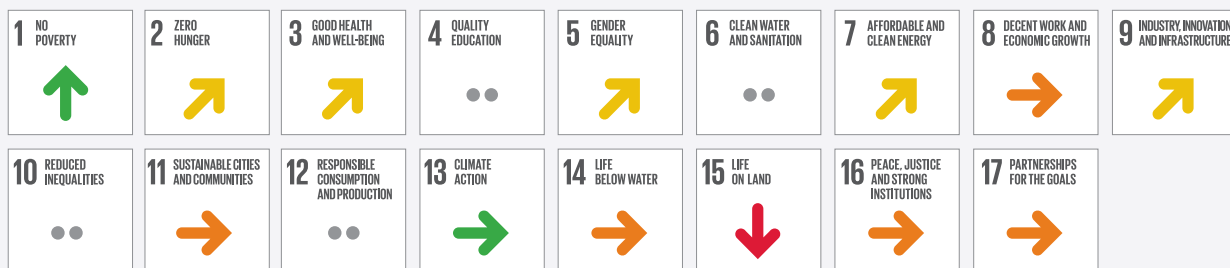 1 NO
POVERTY
2 ZERO
HUNGER
3 GOOD HEALTH
AND WELL-BEING
4 QUALITY
EDUCATION
5 GENDER
EQUALITY
6 CLEAN WATER
AND SANITATION
7 AFFORDABLE AND
CLEAN ENERGY
8 DECENT WORK AND
ECONOMIC GROWTH
9 INDUSTRY, INNOVATION
AND INFRASTRUCTURE
10 REDUCED
INEQUALITIES
11 SUSTAINABLE CITIES
AND COMMUNITIES
12 RESPONSIBLE
CONSUMPTION
AND PRODUCTION
13 CLIMATE
ACTION
14 LIFE
BELOW WATER
15 LIFE
ON LAND
16 PEACE, JUSTICE
AND STRONG
INSTITUTIONS
17 PARTNERSHIPS
FOR THE GOALS